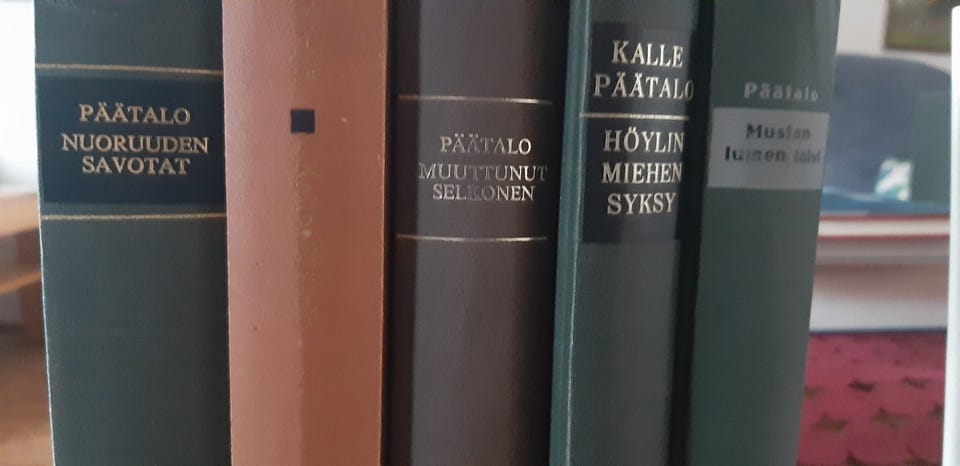 PÄÄTALO
NUORUUDEN
SAVOTAT
PÄÄTALO
MUUTTUNUT
SELKONEN
KALLE
PÄÄTALO
HÖYLIN
MIEHEN
SYKSY
Päätalo
Mustan
lumen talvi